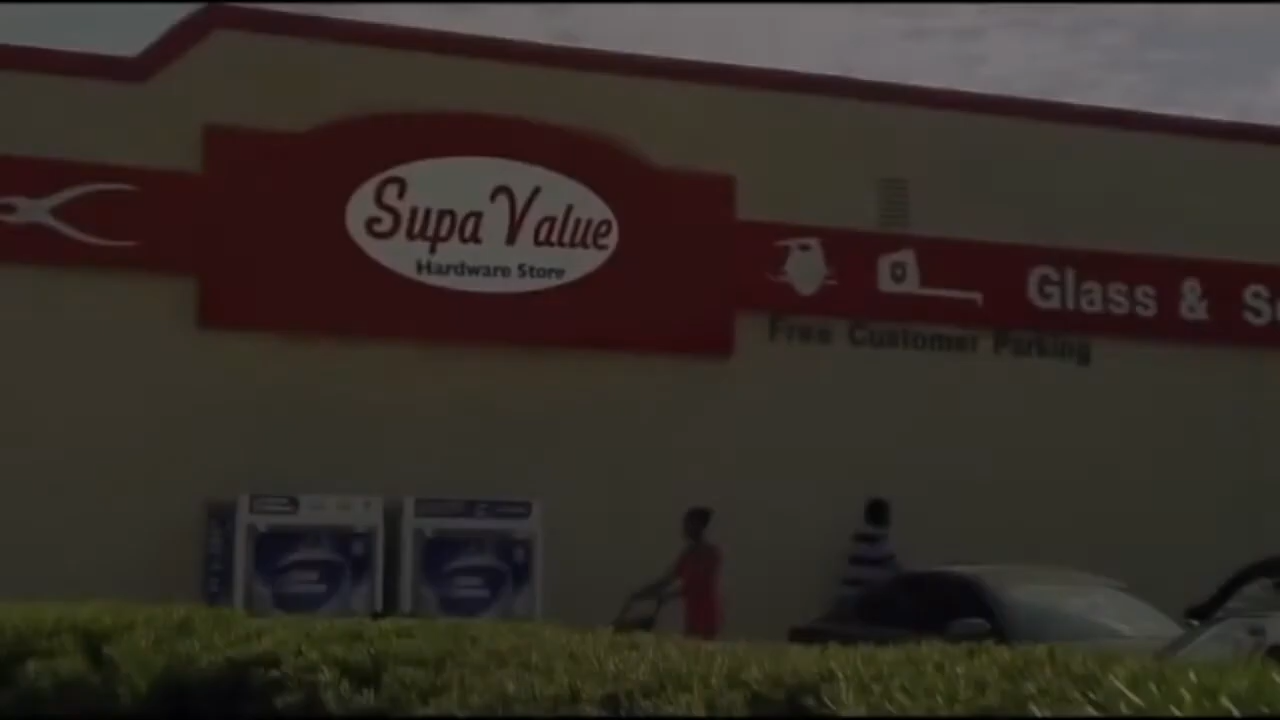 Supa Value
Hardware Store
Glass &
Free Customer Parking